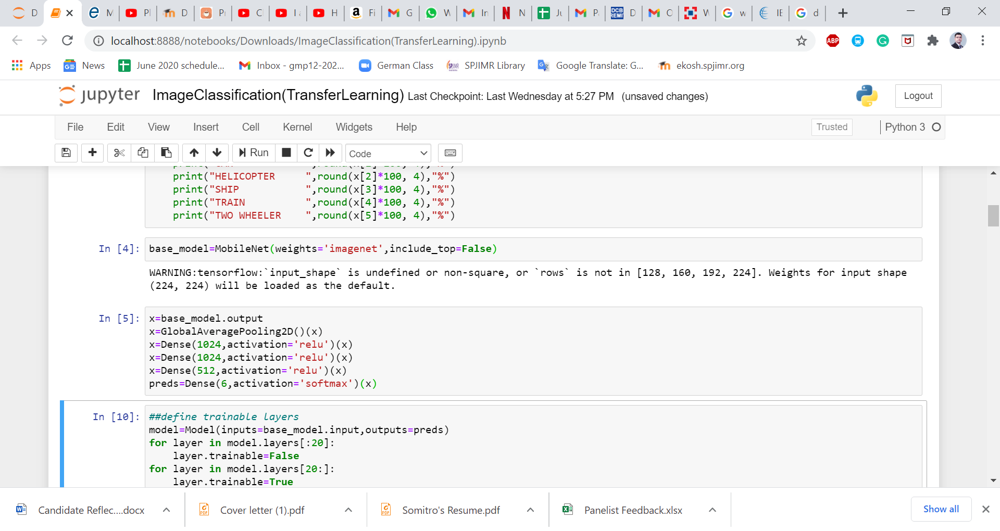 D M Pl D Pi Cl I a H Fi G W In N Ju P DCB D O W w IE d
localhost:8888/notebooks/Downloads/ImageClassification(TransferLearning).ipynb
ABP
Apps News June 2020 schedule... Inbox - gmp12-202... German Class SPJIMR Library Google Translate: G... ekosh.spjimr.org
jupyter ImageClassification(TransferLearning) Last Checkpoint: Last Wednesday at 5:27 PM (unsaved changes) Logout
File Edit View Insert Cell Kernel Widgets Help Trusted Python 3
Run Code
print("HELICOPTER     ",round(x[2]*100, 4),"%")
print("SHIP           ",round(x[3]*100, 4),"%")
print("TRAIN          ",round(x[4]*100, 4),"%")
print("TWO WHEELER    ",round(x[5]*100, 4),"%")
In [4]: base_model=MobileNet(weights='imagenet',include_top=False)
WARNING:tensorflow:`input_shape` is undefined or non-square, or `rows` is not in [128, 160, 192, 224]. Weights for input shape
(224, 224) will be loaded as the default.
In [5]: x=base_model.output
x=GlobalAveragePooling2D()(x)
x=Dense(1024,activation='relu')(x)
x=Dense(1024,activation='relu')(x)
x=Dense(512,activation='relu')(x)
preds=Dense(6,activation='softmax')(x)
In [10]: ##define trainable layers
model=Model(inputs=base_model.input,outputs=preds)
for layer in model.layers[:20]:
    layer.trainable=False
for layer in model.layers[20:]:
    layer.trainable=True
Candidate Reflec....docx Cover letter (1).pdf Somitro's Resume.pdf Panelist Feedback.xlsx Show all